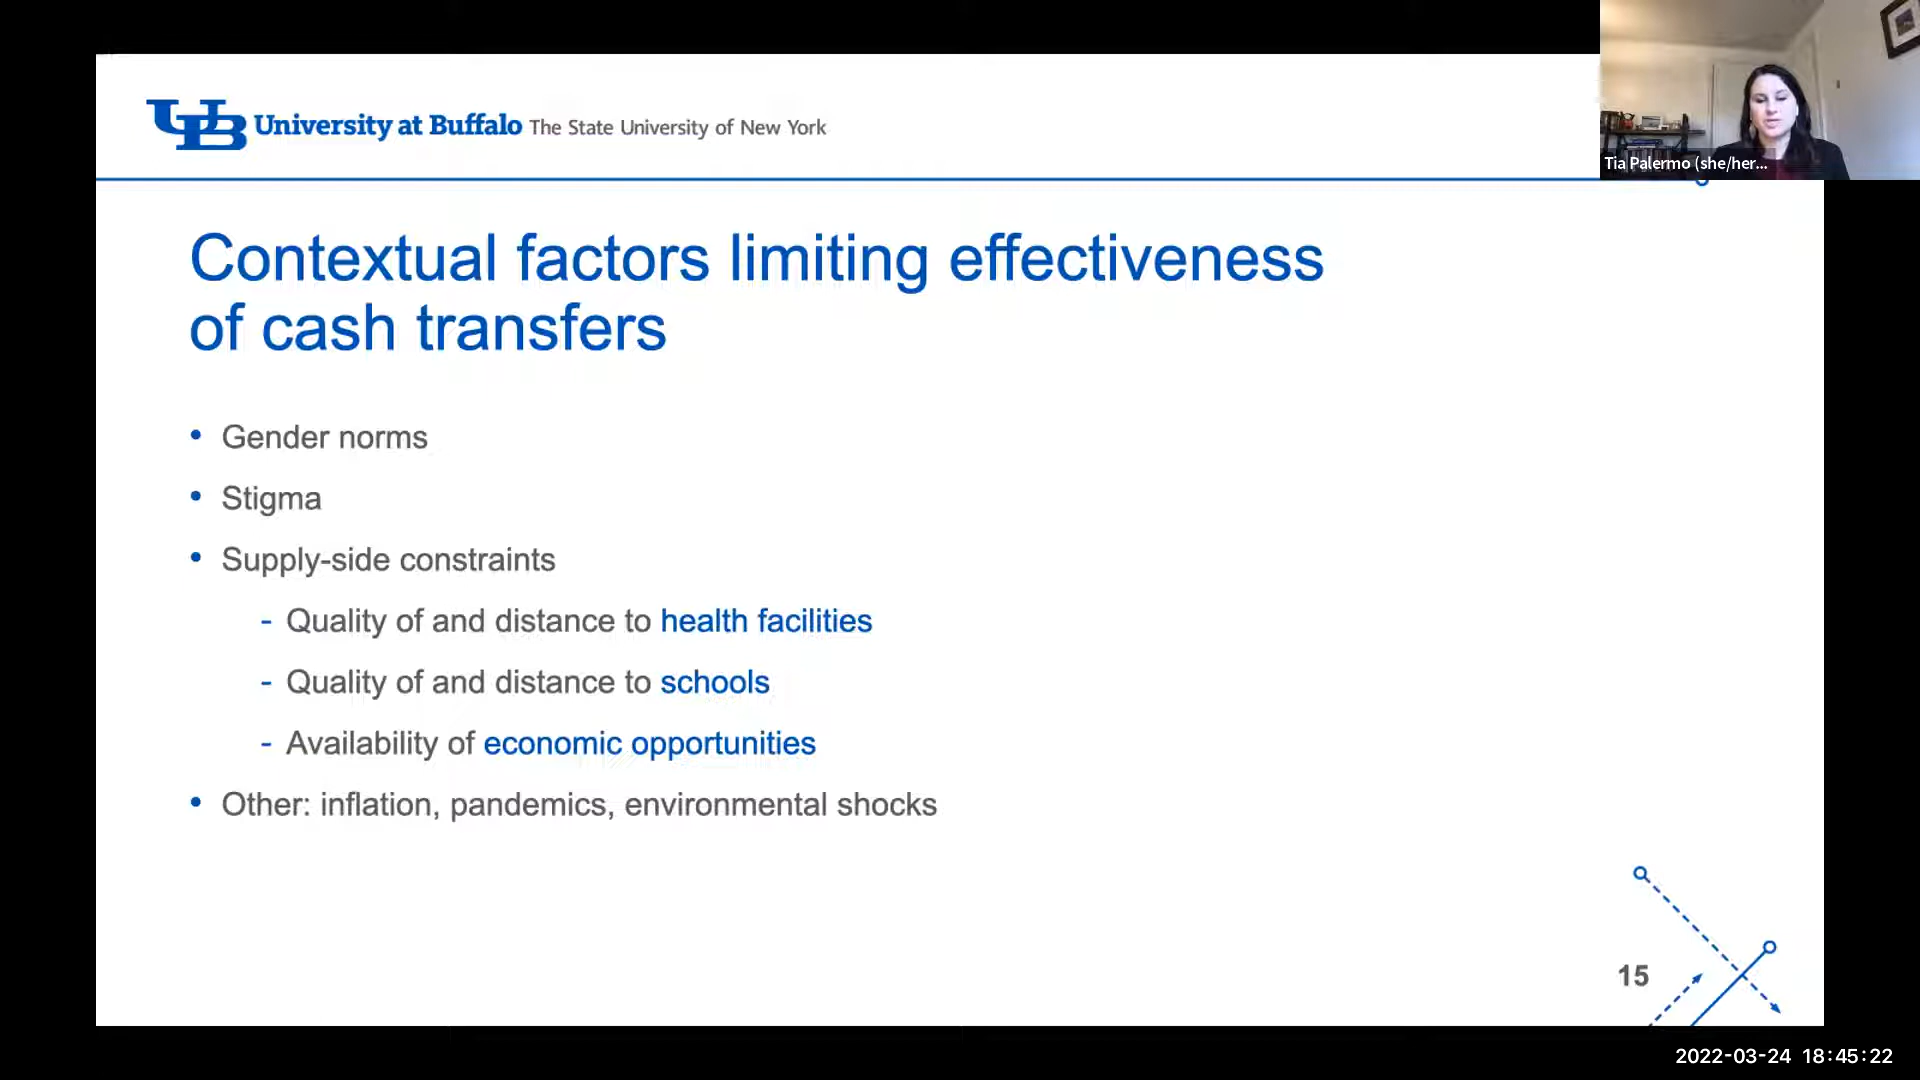 UB University at Buffalo The State University of New York
Tia Palermo (she/her...
Contextual factors limiting effectiveness
of cash transfers
• Gender norms
• Stigma
• Supply-side constraints
- Quality of and distance to health facilities
- Quality of and distance to schools
- Availability of economic opportunities
• Other: inflation, pandemics, environmental shocks
15
2022-03-24 18:45:22